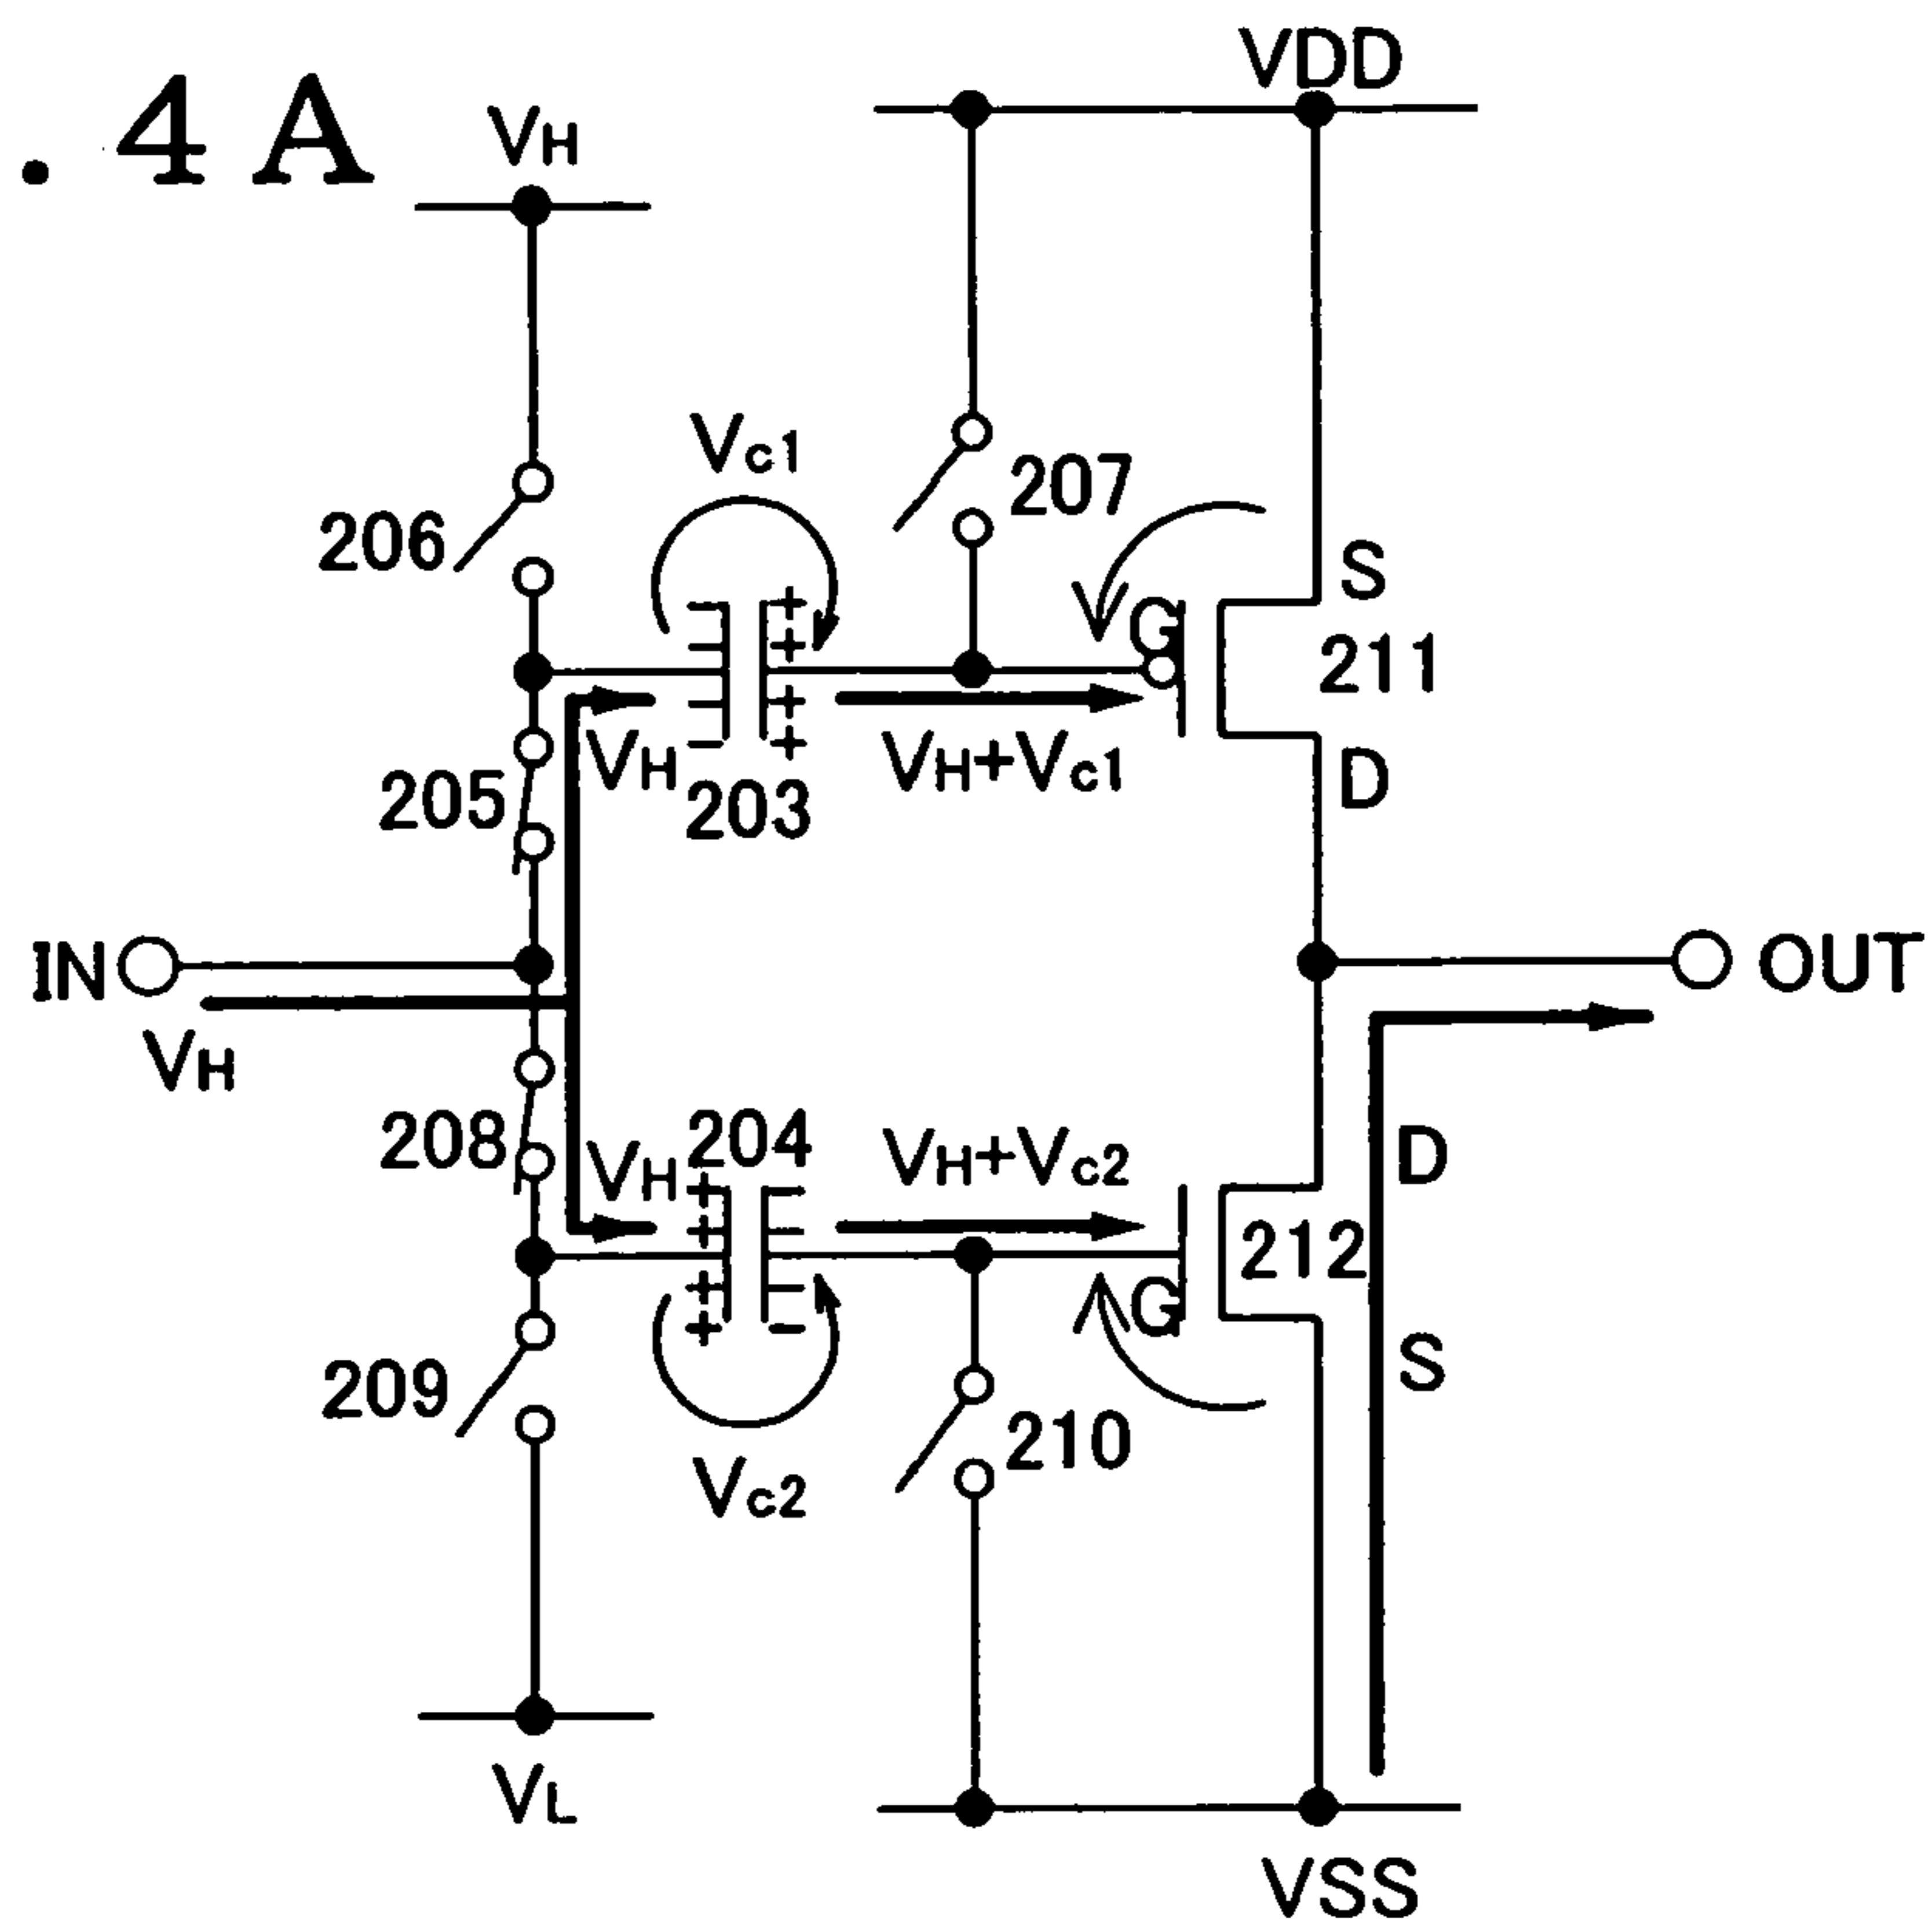 . 4 A
VH
VDD
Vc1
207
206
S
G
211
VH
VH+Vc1
D
205
203
IN
OUT
VH
208
VH
204
VH+Vc2
D
212
G
S
209
210
Vc2
VL
VSS